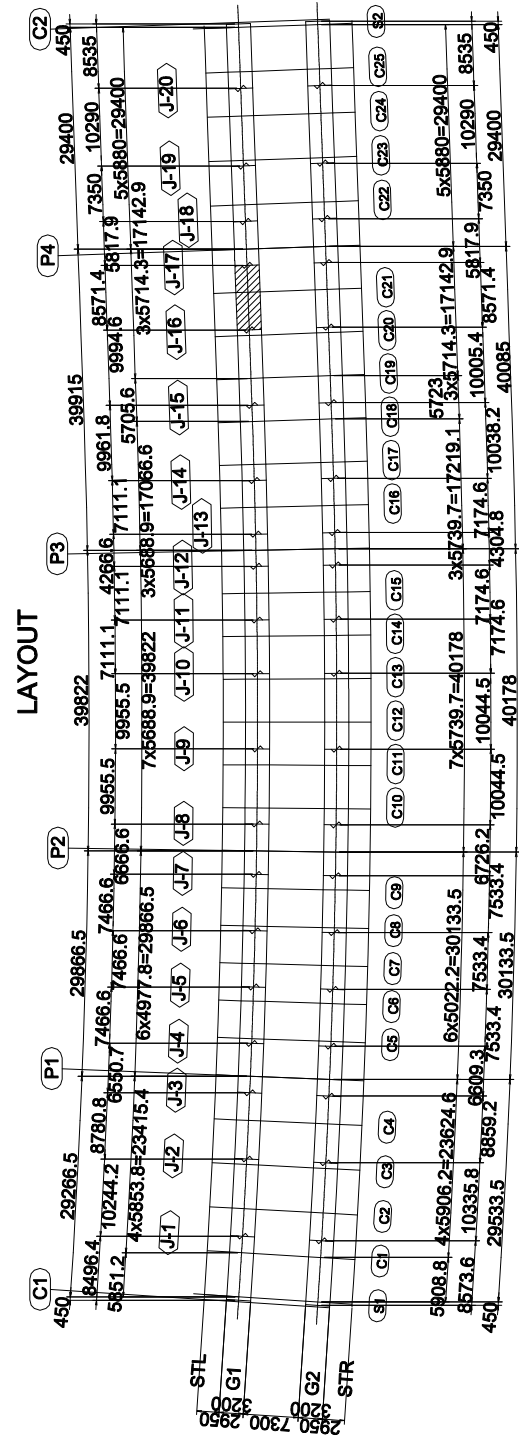 LAYOUT
C1 P1 P2 P3 P4 C2
29266.5 29866.5 39822 39915 29400
450 8496.4 10244.2 8780.8 6550.7 7466.6 7466.6 7466.6 6666.6 9955.5 9955.5 7111.1 7111.1 4266.6 7111.1 9961.8 9994.6 8571.4 5817.9 7350 10290 8535 450
5851.2 4x5853.8=23415.4 6x4977.8=29866.5 7x5688.9=39822 3x5688.9=17066.6 5705.6 3x5714.3=17142.9 5x5880=29400
J-1 J-2 J-3 J-4 J-5 J-6 J-7 J-8 J-9 J-10 J-11 J-12 J-13 J-14 J-15 J-16 J-17 J-18 J-19 J-20
STL
G1
G2
STR
2950 3200 7300 3200 2950
S1 C1 C2 C3 C4 C5 C6 C7 C8 C9 C10 C11 C12 C13 C14 C15 C16 C17 C18 C19 C20 C21 C22 C23 C24 C25 S2
5908.8 4x5906.2=23624.6 6x5022.2=30133.5 7x5739.7=40178 3x5739.7=17219.1 5723 3x5714.3=17142.9 5x5880=29400
450 8573.6 10335.8 8859.2 6609.3 7533.4 7533.4 7533.4 6726.2 10044.5 10044.5 7174.6 7174.6 4304.8 7174.6 10038.2 10005.4 8571.4 5817.9 7350 10290 8535 450
29533.5 30133.5 40178 40085 29400